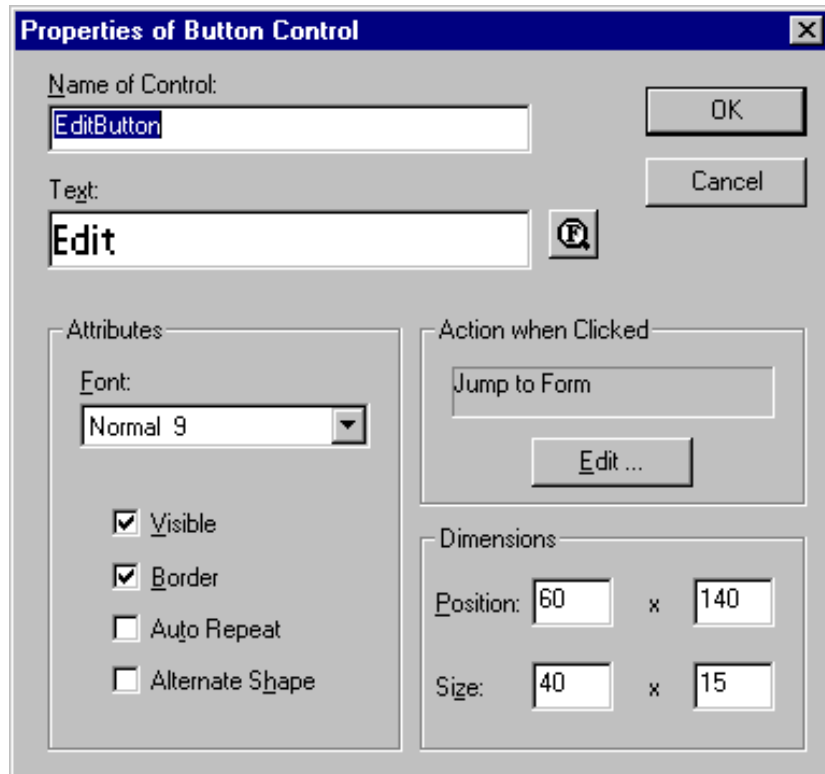 Properties of Button Control
Name of Control:
EditButton
OK
Text:
Cancel
Edit
F
Attributes
Font:
Normal 9
Visible
Border
Auto Repeat
Alternate Shape
Action when Clicked
Jump to Form
Edit ...
Dimensions
Position: 60 x 140
Size: 40 x 15